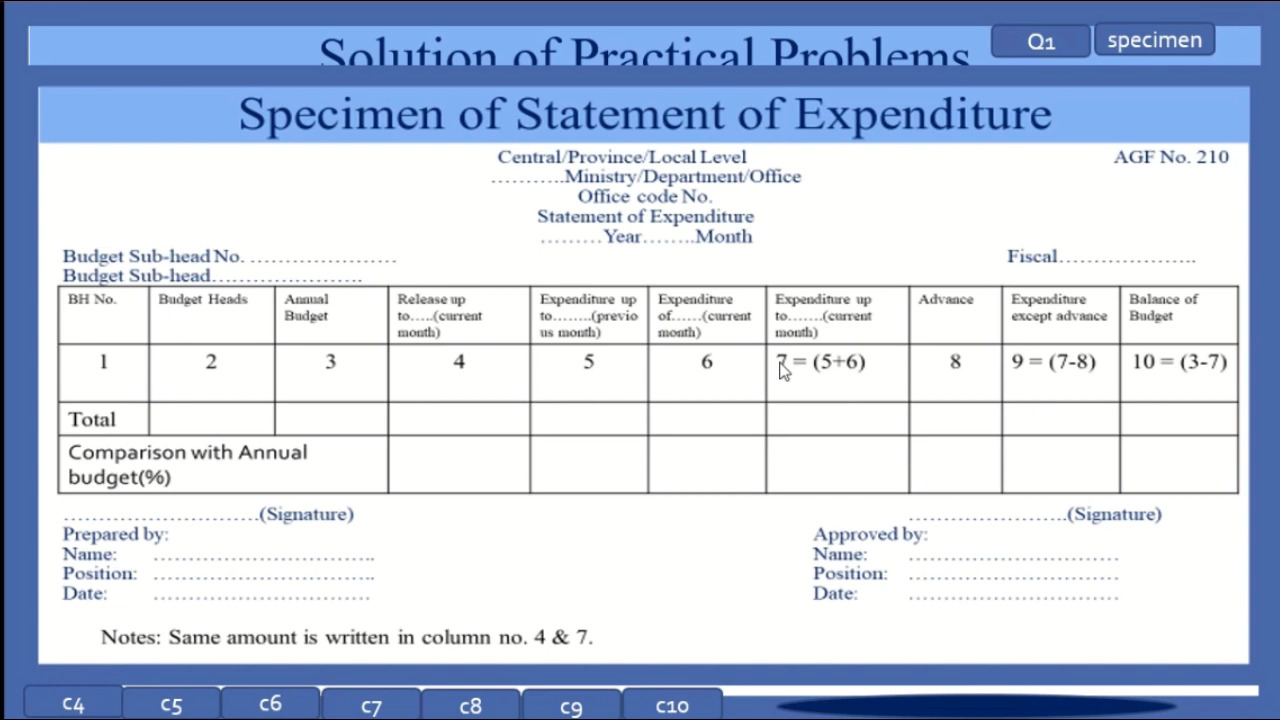 Solution of Practical Problems
Q1
specimen
Specimen of Statement of Expenditure
Central/Province/Local Level
AGF No. 210
………..Ministry/Department/Office
Office code No.
Statement of Expenditure
………Year……..Month
Budget Sub-head No. …………………
Fiscal………………..
Budget Sub-head………………….
BH No.
Budget Heads
Annual
Budget
Release up
to…..(current
month)
Expenditure up
to……..(previo
us month)
Expenditure
of……(current
month)
Expenditure up
to…….(current
month)
Advance
Expenditure
except advance
Balance of
Budget
1
2
3
4
5
6
7 = (5+6)
8
9 = (7-8)
10 = (3-7)
Total
Comparison with Annual
budget(%)
……………………….(Signature)
…………………..(Signature)
Prepared by:
Approved by:
Name: …………………………..
Name: …………………………
Position: …………………………..
Position: …………………………
Date: ………………………….
Date: …………………………
Notes: Same amount is written in column no. 4 & 7.
c4
c5
c6
c7
c8
c9
c10